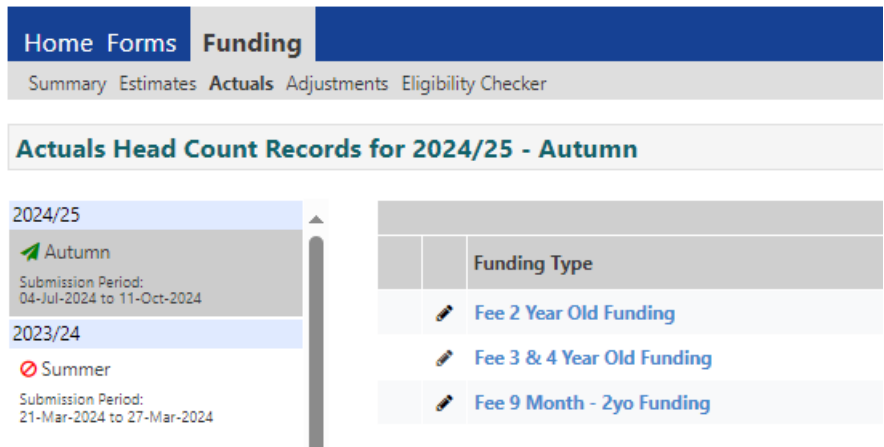 Home Forms Funding
Summary Estimates Actuals Adjustments Eligibility Checker
Actuals Head Count Records for 2024/25 - Autumn
2024/25
Autumn
Submission Period:
04-Jul-2024 to 11-Oct-2024
2023/24
Summer
Submission Period:
21-Mar-2024 to 27-Mar-2024
Funding Type
Fee 2 Year Old Funding
Fee 3 & 4 Year Old Funding
Fee 9 Month - 2yo Funding